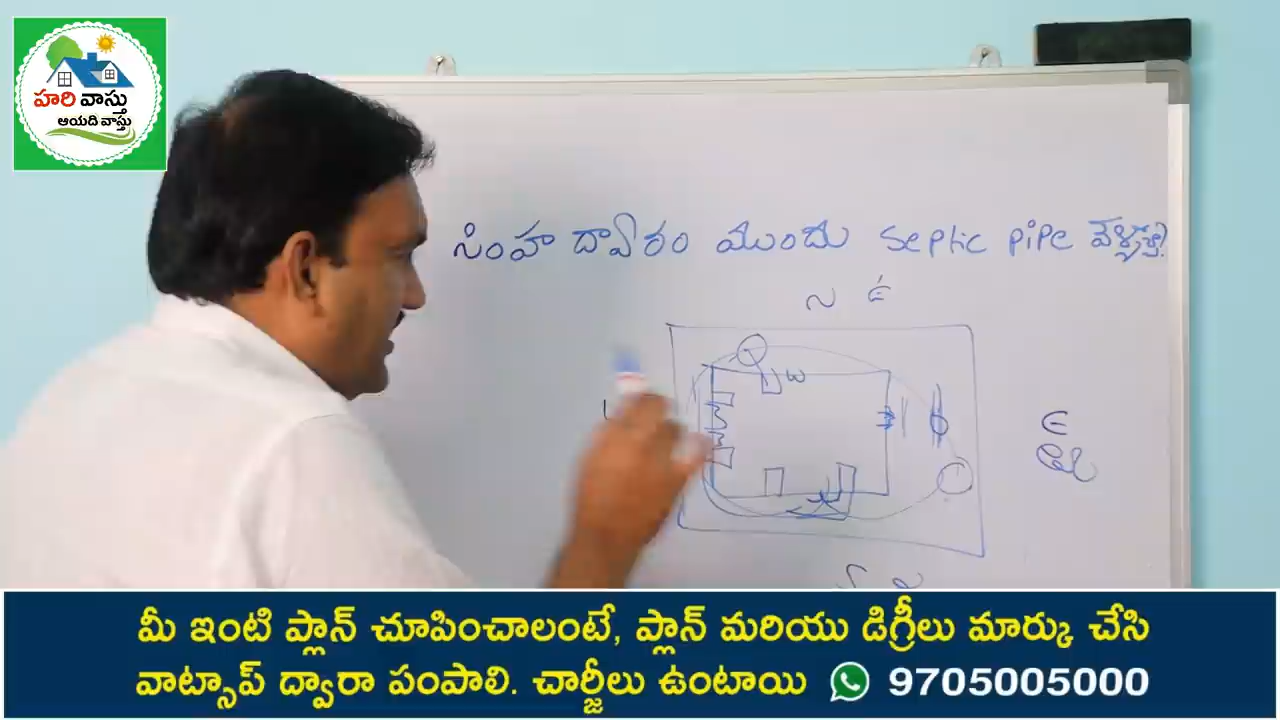 హరి వాస్తు
ఆయది వాస్తు
సింహ ద్వారం ముందు septic pipe
N ఉ
W
E
తూ
మీ ఇంటి ప్లాన్ చూపించాలంటే, ప్లాన్ మరియు డిగ్రీలు మార్కు చేసి
వాట్సాప్ ద్వారా పంపాలి. చార్జీలు ఉంటాయి 9705005000